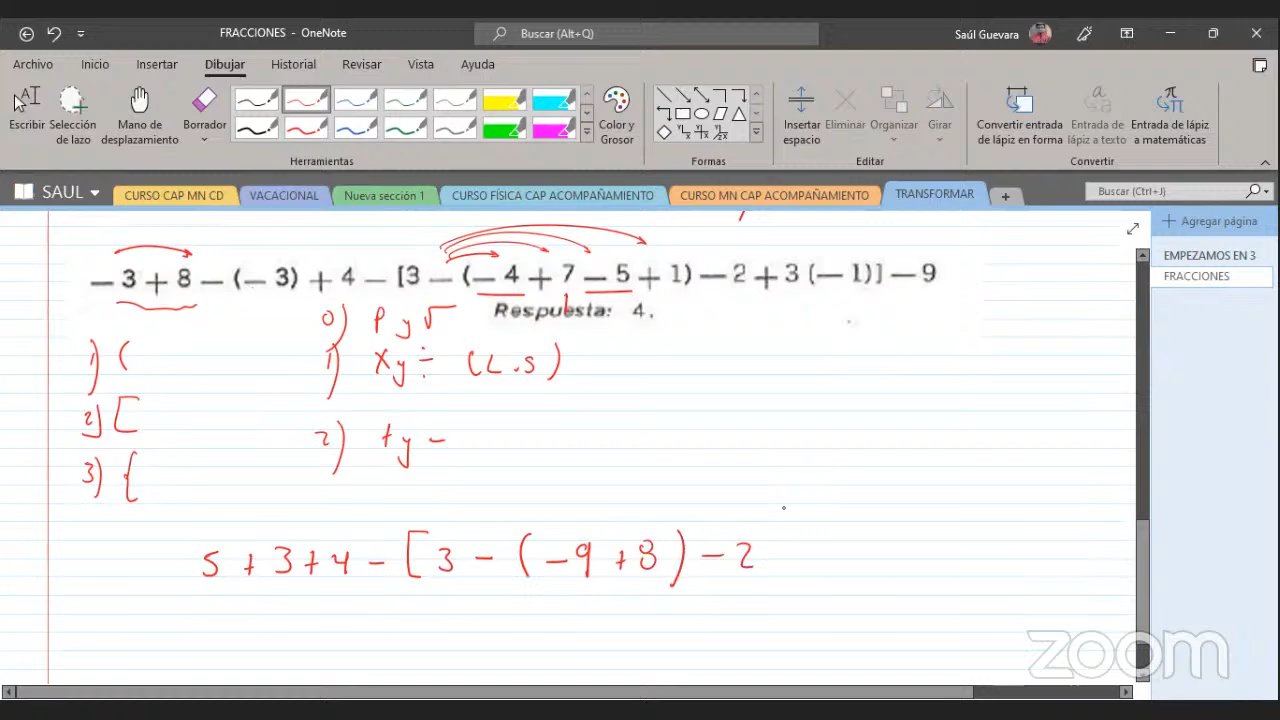 FRACCIONES - OneNote
Buscar (Alt+Q)
Saúl Guevara
Archivo Inicio Insertar Dibujar Historial Revisar Vista Ayuda
Escribir
Selección de lazo
Mano de desplazamiento
Borrador
Color y Grosor
Insertar espacio
Eliminar
Organizar
Girar
Convertir entrada de lápiz en forma
Entrada de lápiz a texto
Entrada de lápiz a matemáticas
Herramientas
Formas
Editar
Convertir
SAUL
CURSO CAP MN CD
VACACIONAL
Nueva sección 1
CURSO FÍSICA CAP ACOMPAÑAMIENTO
CURSO MN CAP ACOMPAÑAMIENTO
TRANSFORMAR
Buscar (Ctrl+J)
Agregar página
EMPEZAMOS EN 3
FRACCIONES
− 3 + 8 − (− 3) + 4 − [3 − (− 4 + 7 − 5 + 1) − 2 + 3 (− 1)] − 9
Respuesta: 4.
0) P y √
1) ( 1) X y ÷ (L.S)
2) [ 2) + y −
3) {
5 + 3 + 4 − [ 3 − ( −9 + 8 ) − 2
zoom